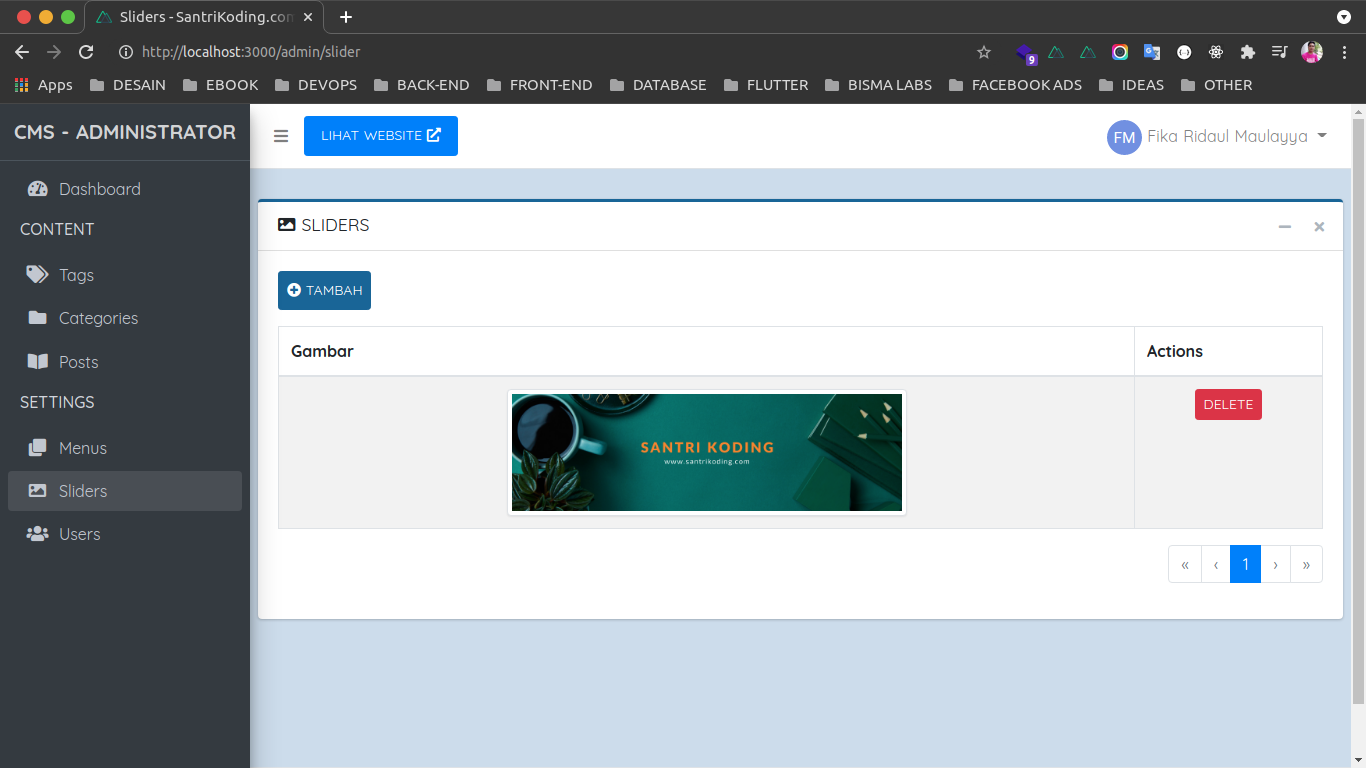 Sliders - SantriKoding.com
http://localhost:3000/admin/slider
9
Apps DESAIN EBOOK DEVOPS BACK-END FRONT-END DATABASE FLUTTER BISMA LABS FACEBOOK ADS IDEAS OTHER
CMS - ADMINISTRATOR
LIHAT WEBSITE
FM Fika Ridaul Maulayya
Dashboard
CONTENT
Tags
Categories
Posts
SETTINGS
Menus
Sliders
Users
SLIDERS
TAMBAH
Gambar Actions
SANTRI KODING
www.santrikoding.com
DELETE
« ‹ 1 › »